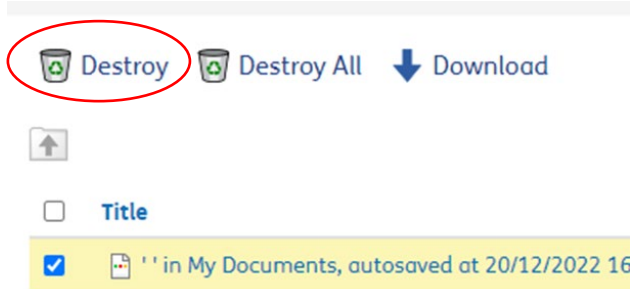 Destroy Destroy All Download
Title
' ' in My Documents, autosaved at 20/12/2022 16